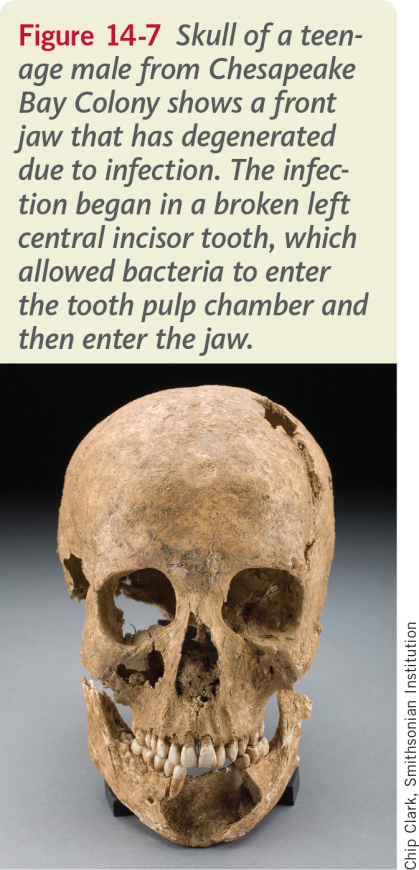 Figure 14-7 Skull of a teen-
age male from Chesapeake
Bay Colony shows a front
jaw that has degenerated
due to infection. The infec-
tion began in a broken left
central incisor tooth, which
allowed bacteria to enter
the tooth pulp chamber and
then enter the jaw.
Chip Clark, Smithsonian Institution